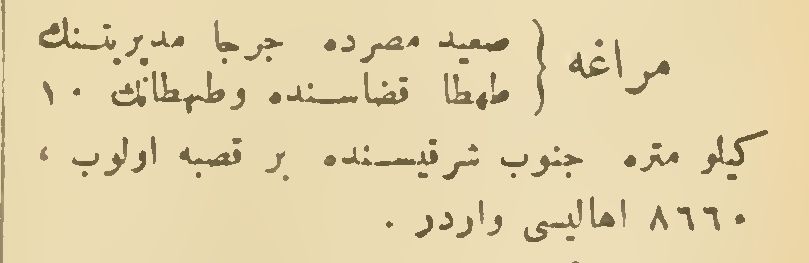 مراغه { صعيد مصرده جرجا مديريتنك
طهطا قضاسنده وطهطانك ١٠
كيلو متره جنوب شرقيسنده بر قصبه اولوب ،
٨٦٦٠ اهاليسى واردر .